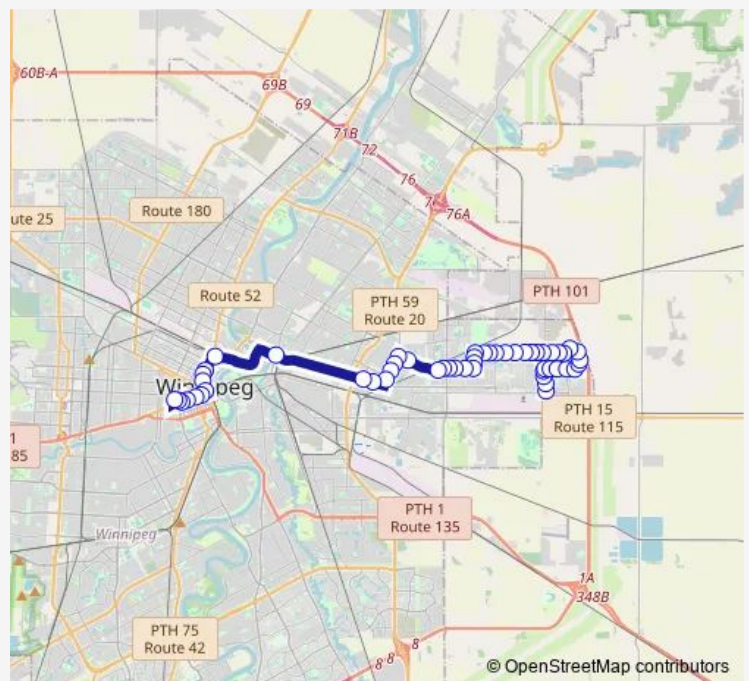 60B-A
69B
69
71B
72
76
76A
ute 25
Route 180
Route 52
PTH 59
Route 20
PTH 101
Winnipeg
PTH 15
Route 115
1
85
PTH 1
Route 135
Winnipeg
1A
348B
PTH 75
Route 42
8
8 8
© OpenStreetMap contributors